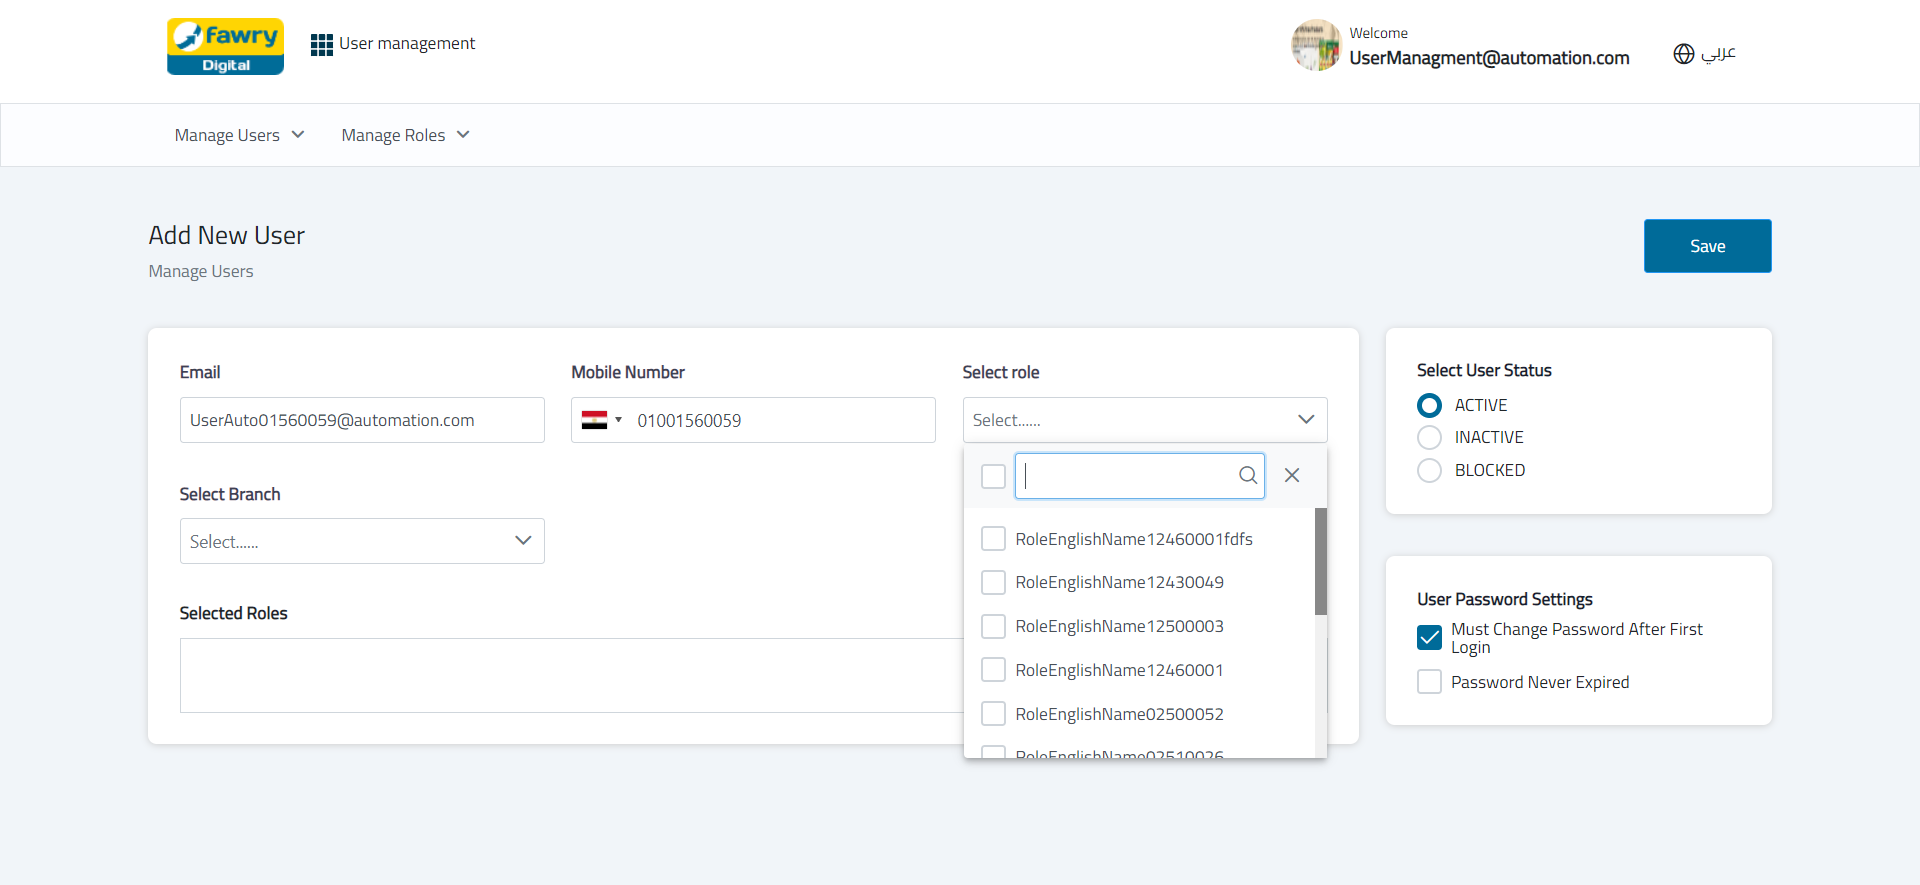 fawry
Digital
User management
Welcome
UserManagment@automation.com
عربي
Manage Users
Manage Roles
Add New User
Manage Users
Save
Email
Mobile Number
Select role
UserAuto01560059@automation.com
01001560059
Select......
Select Branch
Select......
Selected Roles
RoleEnglishName12460001fdfs
RoleEnglishName12430049
RoleEnglishName12500003
RoleEnglishName12460001
RoleEnglishName02500052
RoleEnglishName02510026
Select User Status
ACTIVE
INACTIVE
BLOCKED
User Password Settings
Must Change Password After First
Login
Password Never Expired